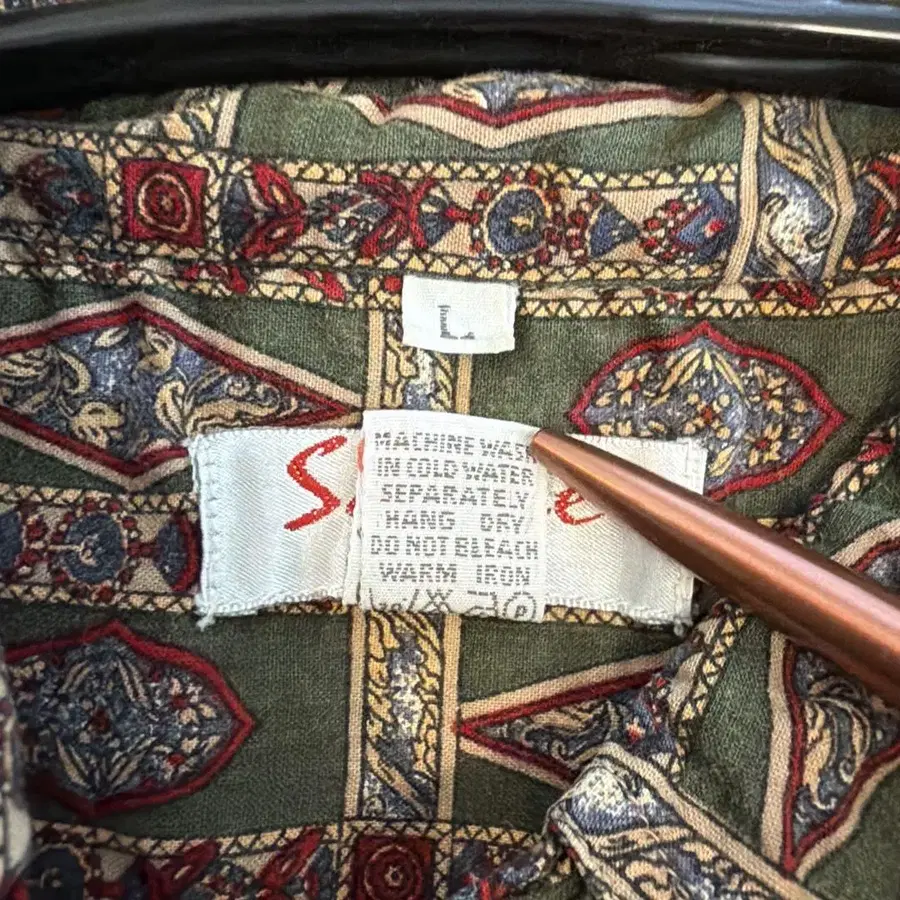 L
MACHINE WASH
IN COLD WATER
SEPARATELY
HANG DRY
DO NOT BLEACH
WARM IRON